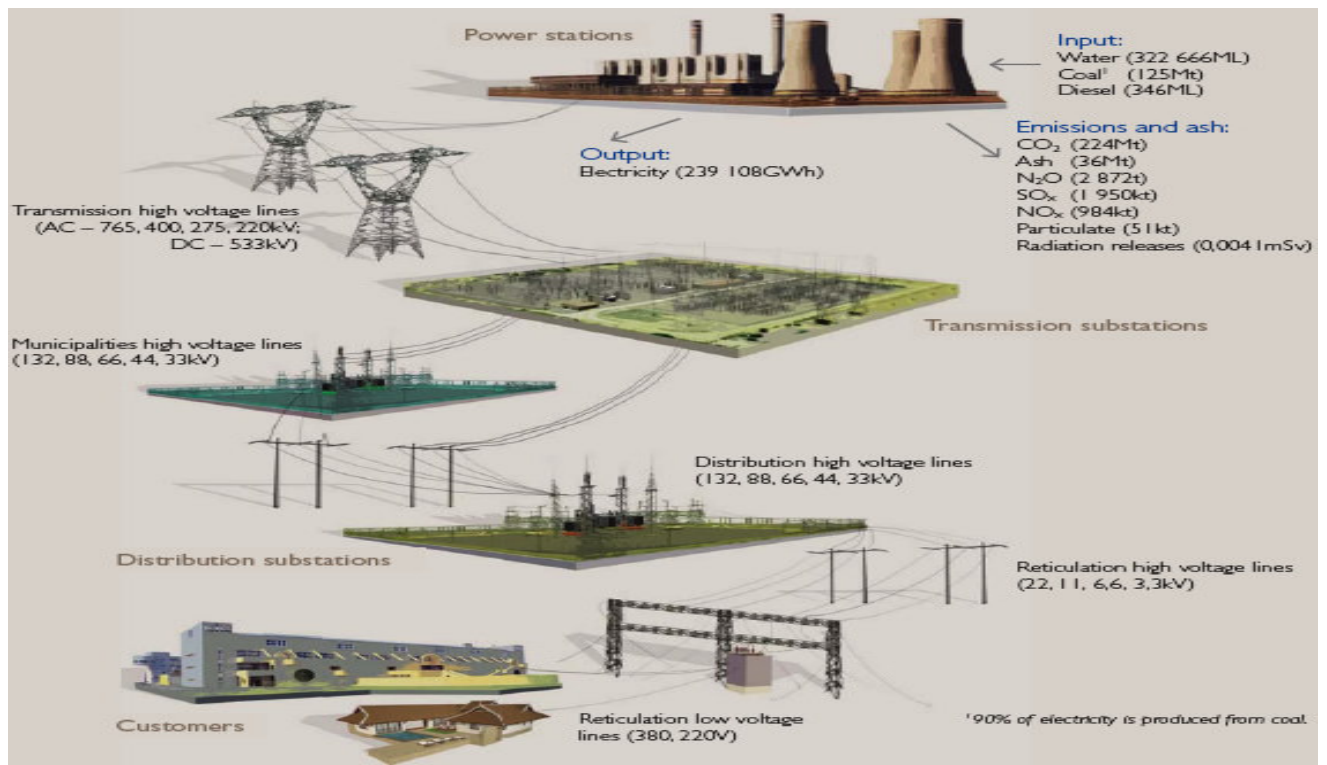 Power stations
Input:
Water (322 666ML)
Coal¹ (125Mt)
Diesel (346ML)
Output:
Electricity (239 108GWh)
Emissions and ash:
CO₂ (224Mt)
Ash (36Mt)
N₂O (2 872t)
SOₓ (1 950kt)
NOₓ (984kt)
Particulate (51kt)
Radiation releases (0,0041mSv)
Transmission high voltage lines
(AC – 765, 400, 275, 220kV;
DC – 533kV)
Transmission substations
Municipalities high voltage lines
(132, 88, 66, 44, 33kV)
Distribution high voltage lines
(132, 88, 66, 44, 33kV)
Distribution substations
Reticulation high voltage lines
(22, 11, 6,6, 3,3kV)
Customers
Reticulation low voltage
lines (380, 220V)
¹90% of electricity is produced from coal.